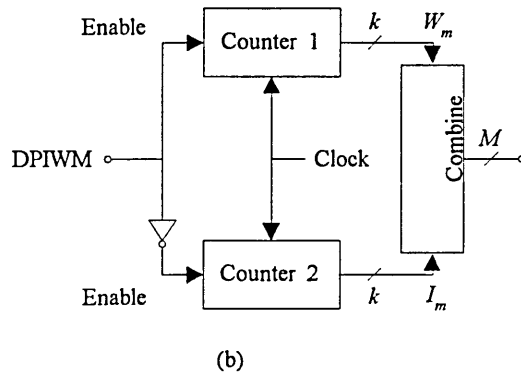 Enable
Counter 1
k
W_m
DPIWM
Clock
Combine
M
Counter 2
Enable
k
I_m
(b)